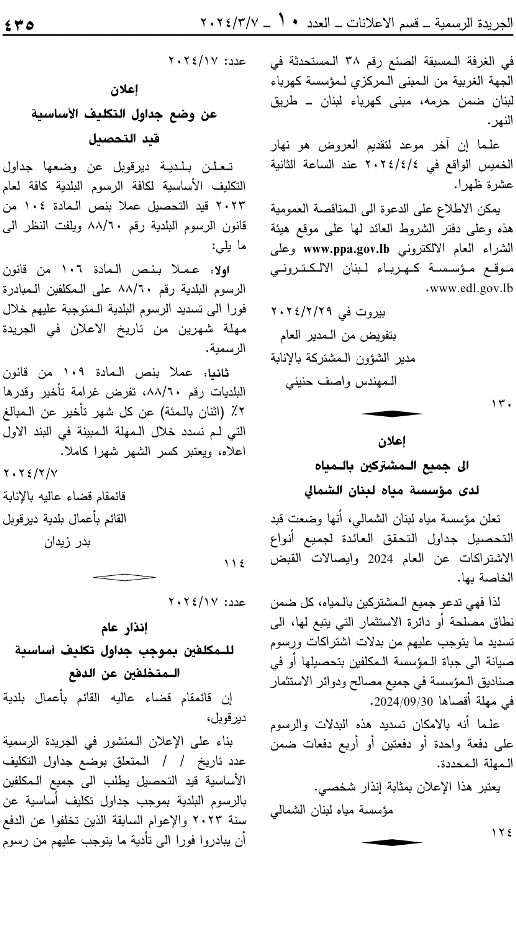 الجريدة الرسمية ــ قسم الاعلانات ــ العدد ١٠ ــ ٢٠٢٤/٣/٧
٤٣٥
في الغرفة المسبقة الصنع رقم ٣٨ المستحدثة في
الجهة الغربية من المبنى المركزي لمؤسسة كهرباء
لبنان ضمن حرمه، مبنى كهرباء لبنان ــ طريق
النهر.
علما إن آخر موعد لتقديم العروض هو نهار
الخميس الواقع في ٢٠٢٤/٤/٤ عند الساعة الثانية
عشرة ظهرا.
يمكن الاطلاع على الدعوة الى المناقصة العمومية
هذه وعلى دفتر الشروط العائد لها على موقع هيئة
الشراء العام الالكتروني www.ppa.gov.lb وعلى
موقع مؤسسة كهرباء لبنان الالكتروني
www.edl.gov.lb.
بيروت في ٢٠٢٤/٢/٢٩
بتفويض من المدير العام
مدير الشؤون المشتركة بالإنابة
المهندس واصف حنيني
١٣٠
إعلان
الى جميع المشتركين بالمياه
لدى مؤسسة مياه لبنان الشمالي
تعلن مؤسسة مياه لبنان الشمالي، أنها وضعت قيد
التحصيل جداول التحقق العائدة لجميع أنواع
الاشتراكات عن العام 2024 وايصالات القبض
الخاصة بها.
لذا فهي تدعو جميع المشتركين بالمياه، كل ضمن
نطاق مصلحة أو دائرة الاستثمار التي يتبع لها، الى
تسديد ما يتوجب عليهم من بدلات اشتراكات ورسوم
صيانة الى جباة المؤسسة المكلفين بتحصيلها أو في
صناديق المؤسسة في جميع مصالح ودوائر الاستثمار
في مهلة أقصاها 2024/09/30.
علما أنه بالامكان تسديد هذه البدلات والرسوم
على دفعة واحدة أو دفعتين أو أربع دفعات ضمن
المهلة المحددة.
يعتبر هذا الإعلان بمثابة إنذار شخصي.
مؤسسة مياه لبنان الشمالي
١٢٤
عدد: ٢٠٢٤/١٧
إعلان
عن وضع جداول التكليف الأساسية
قيد التحصيل
تعلن بلدية ديرقوبل عن وضعها جداول
التكليف الأساسية لكافة الرسوم البلدية كافة لعام
٢٠٢٣ قيد التحصيل عملا بنص المادة ١٠٤ من
قانون الرسوم البلدية رقم ٨٨/٦٠ ويلفت النظر الى
ما يلي:
اولا: عملا بنص المادة ١٠٦ من قانون
الرسوم البلدية رقم ٨٨/٦٠ على المكلفين المبادرة
فورا الى تسديد الرسوم البلدية المتوجبة عليهم خلال
مهلة شهرين من تاريخ الاعلان في الجريدة
الرسمية.
ثانيا: عملا بنص المادة ١٠٩ من قانون
البلديات رقم ٨٨/٦٠، تفرض غرامة تأخير وقدرها
٢٪ (اثنان بالمئة) عن كل شهر تأخير عن المبالغ
التي لم تسدد خلال المهلة المبينة في البند الاول
اعلاه، ويعتبر كسر الشهر شهرا كاملا.
٢٠٢٤/٢/٧
قائمقام قضاء عاليه بالإنابة
القائم بأعمال بلدية ديرقوبل
بدر زيدان
١١٤
عدد: ٢٠٢٤/١٧
إنذار عام
للمكلفين بموجب جداول تكليف أساسية
المتخلفين عن الدفع
إن قائمقام قضاء عاليه القائم بأعمال بلدية
ديرقوبل،
بناء على الإعلان المنشور في الجريدة الرسمية
عدد تاريخ / / المتعلق بوضع جداول التكليف
الأساسية قيد التحصيل يطلب الى جميع المكلفين
بالرسوم البلدية بموجب جداول تكليف أساسية عن
سنة ٢٠٢٣ والإعوام السابقة الذين تخلفوا عن الدفع
أن يبادروا فورا الى تأدية ما يتوجب عليهم من رسوم